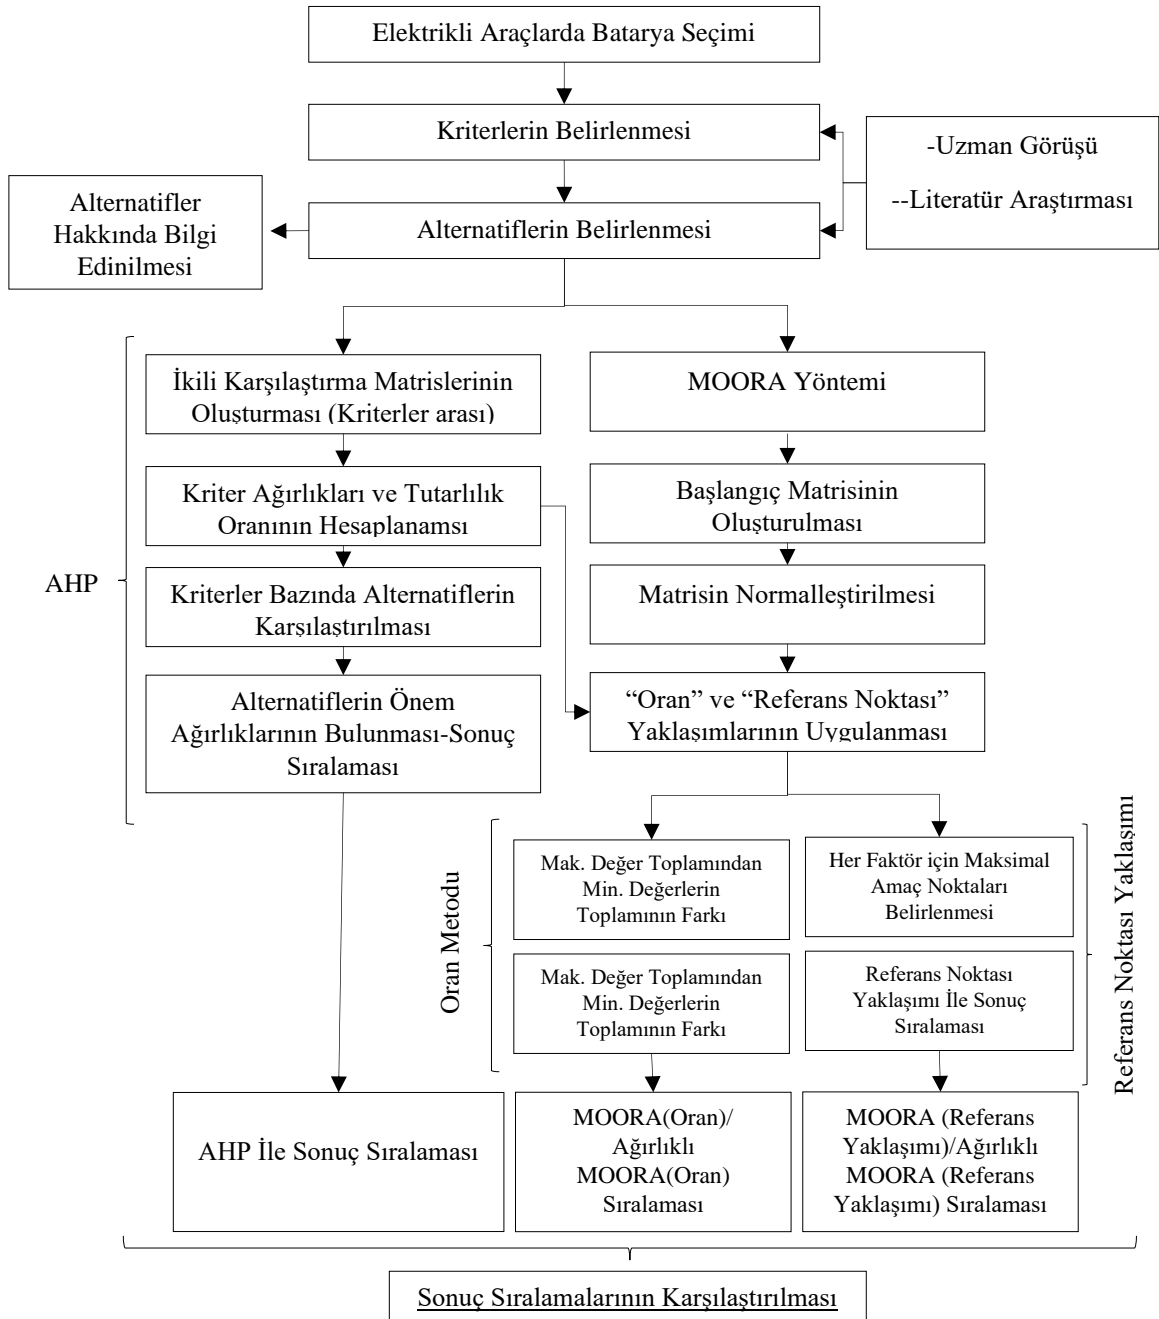 Elektrikli Araçlarda Batarya Seçimi
Kriterlerin Belirlenmesi
-Uzman Görüşü
--Literatür Araştırması
Alternatifler
Hakkında Bilgi
Edinilmesi
Alternatiflerin Belirlenmesi
AHP
İkili Karşılaştırma Matrislerinin
Oluşturması (Kriterler arası)
Kriter Ağırlıkları ve Tutarlılık
Oranının Hesaplanamsı
Kriterler Bazında Alternatiflerin
Karşılaştırılması
Alternatiflerin Önem
Ağırlıklarının Bulunması-Sonuç
Sıralaması
MOORA Yöntemi
Başlangıç Matrisinin
Oluşturulması
Matrisin Normalleştirilmesi
“Oran” ve “Referans Noktası”
Yaklaşımlarının Uygulanması
Oran Metodu
Mak. Değer Toplamından
Min. Değerlerin
Toplamının Farkı
Mak. Değer Toplamından
Min. Değerlerin
Toplamının Farkı
Her Faktör için Maksimal
Amaç Noktaları
Belirlenmesi
Referans Noktası
Yaklaşımı İle Sonuç
Sıralaması
Referans Noktası Yaklaşımı
AHP İle Sonuç Sıralaması
MOORA(Oran)/
Ağırlıklı
MOORA(Oran)
Sıralaması
MOORA (Referans
Yaklaşımı)/Ağırlıklı
MOORA (Referans
Yaklaşımı) Sıralaması
Sonuç Sıralamalarının Karşılaştırılması